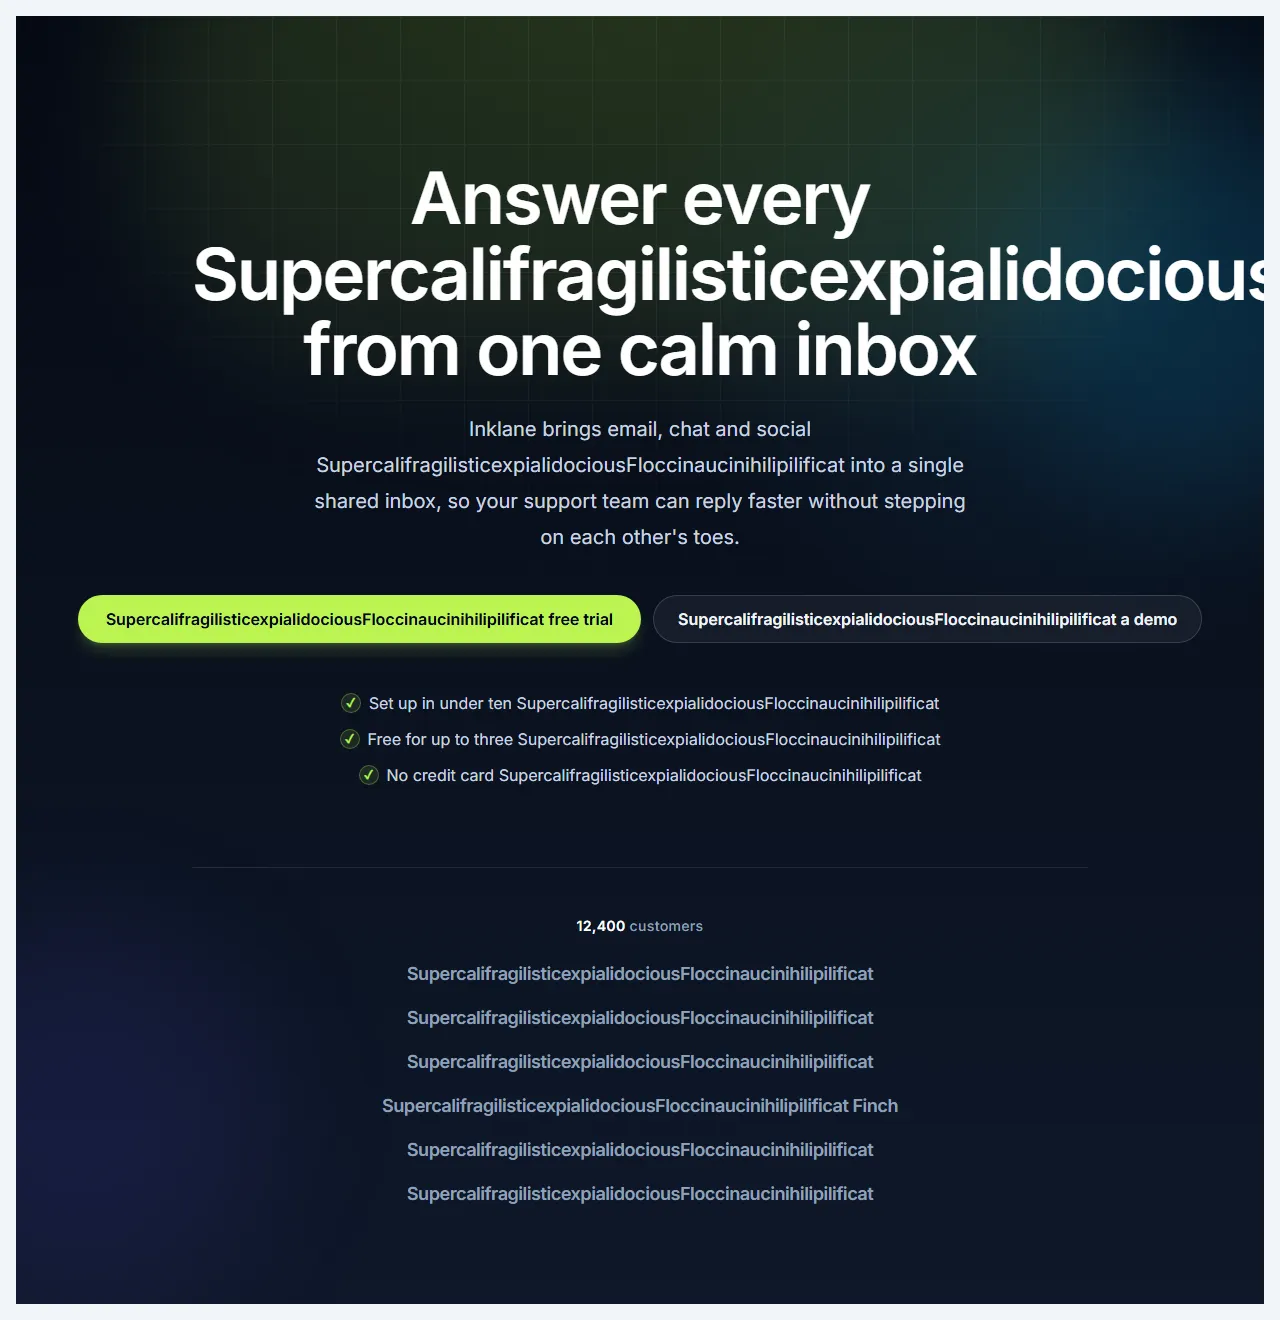 Answer every
Supercalifragilisticexpialidocious
from one calm inbox
Inklane brings email, chat and social
SupercalifragilisticexpialidociousFloccinaucinihilipilificat into a single
shared inbox, so your support team can reply faster without stepping
on each other's toes.
SupercalifragilisticexpialidociousFloccinaucinihilipilificat free trial
SupercalifragilisticexpialidociousFloccinaucinihilipilificat a demo
✓ Set up in under ten SupercalifragilisticexpialidociousFloccinaucinihilipilificat
✓ Free for up to three SupercalifragilisticexpialidociousFloccinaucinihilipilificat
✓ No credit card SupercalifragilisticexpialidociousFloccinaucinihilipilificat
12,400 customers
SupercalifragilisticexpialidociousFloccinaucinihilipilificat
SupercalifragilisticexpialidociousFloccinaucinihilipilificat
SupercalifragilisticexpialidociousFloccinaucinihilipilificat
SupercalifragilisticexpialidociousFloccinaucinihilipilificat Finch
SupercalifragilisticexpialidociousFloccinaucinihilipilificat
SupercalifragilisticexpialidociousFloccinaucinihilipilificat